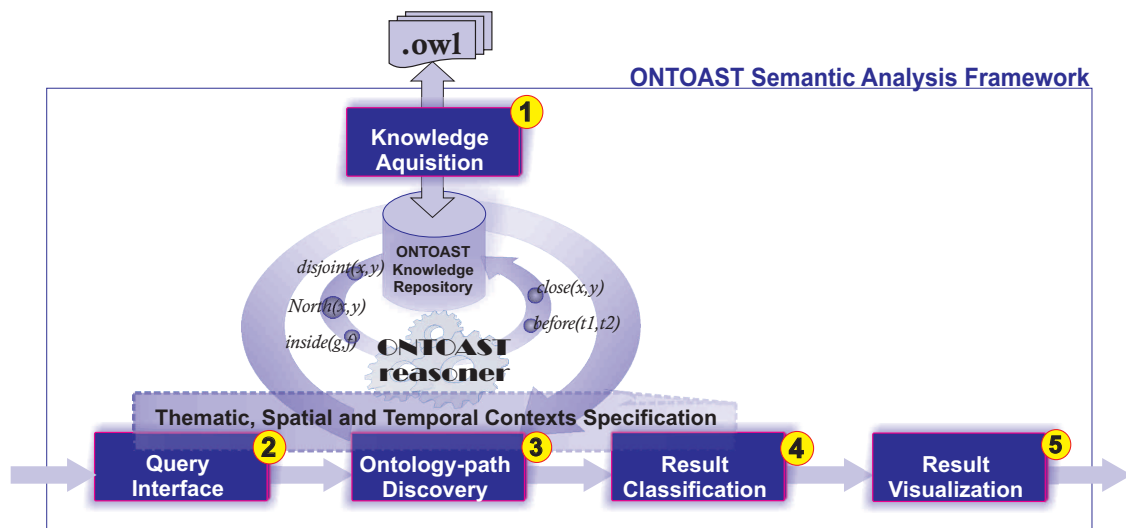 .owl
ONTOAST Semantic Analysis Framework
1
Knowledge
Aquisition
ONTOAST
Knowledge
Repository
disjoint(x,y)
North(x,y)
inside(g,f)
close(x,y)
before(t1,t2)
ONTOAST
reasoner
Thematic, Spatial and Temporal Contexts Specification
2
Query
Interface
3
Ontology-path
Discovery
4
Result
Classification
5
Result
Visualization